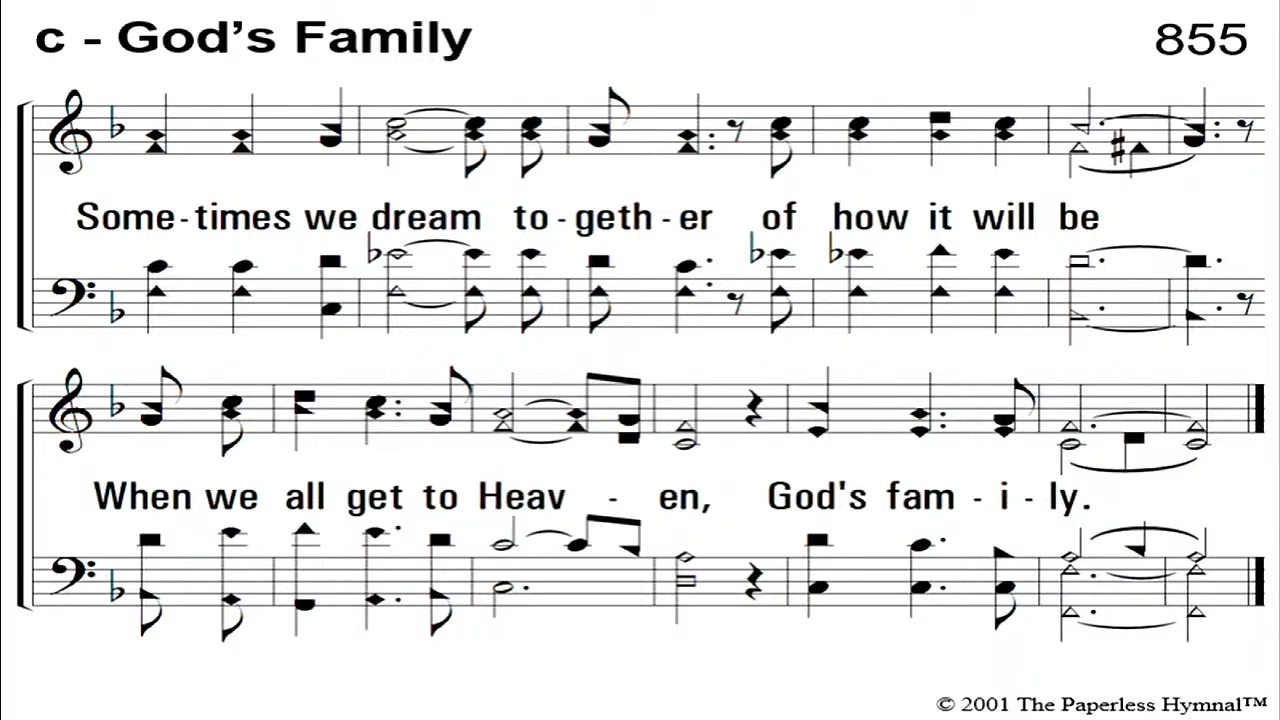 c - God's Family 855
Some-times we dream to-geth-er of how it will be
When we all get to Heav - en, God's fam - i - ly.
© 2001 The Paperless Hymnal™